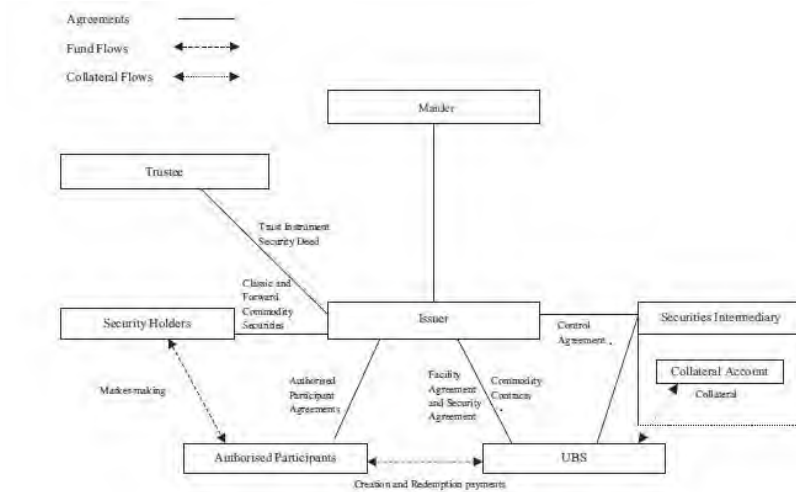 Agreements
Fund Flows
Collateral Flows
Trustee
Trust Instrument
Security Deed
Classic and
Forward
Commodity
Securities
Security Holders
Issuer
Control
Agreement
Securities Intermediary
Collateral Account
Collateral
Market-making
Authorised
Participant
Agreements
Facility
Agreement
and Security
Agreement
Commodity
Contracts
Authorised Participants
UBS
Creation and Redemption payments